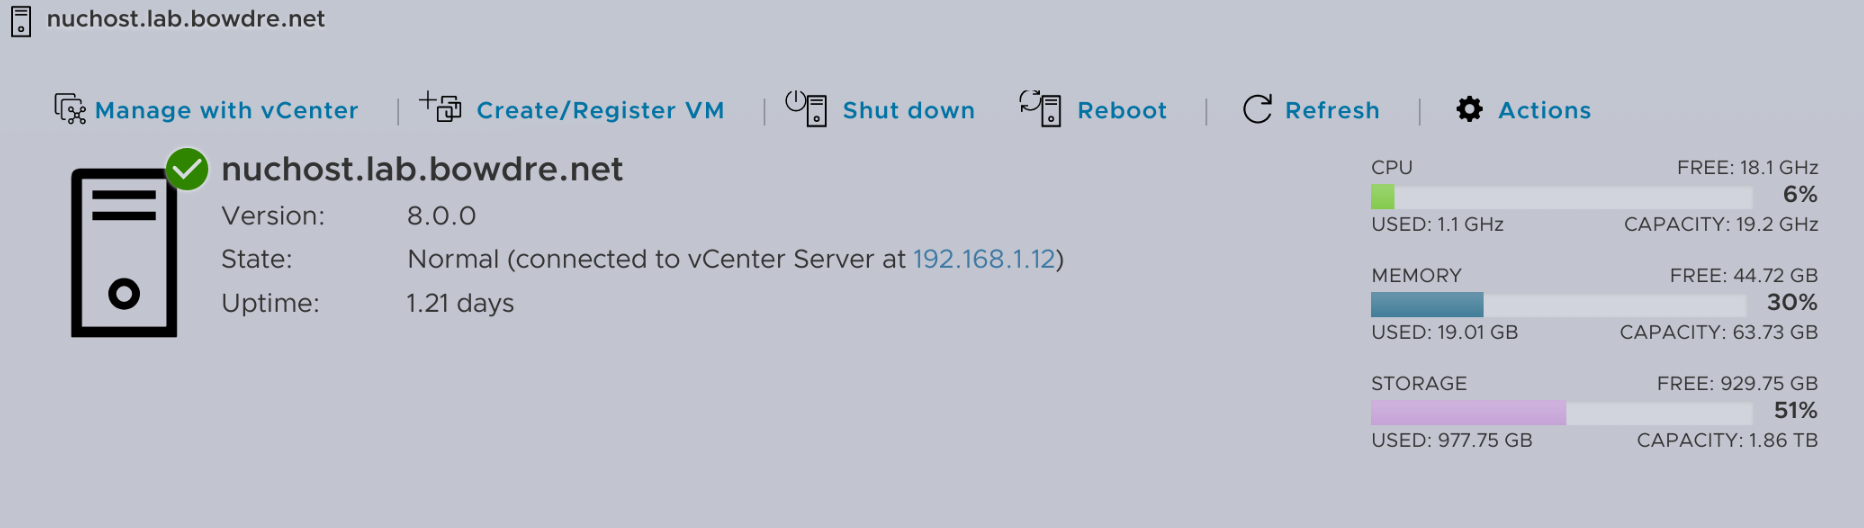 nuchost.lab.bowdre.net
Manage with vCenter | Create/Register VM | Shut down Reboot | Refresh | Actions
nuchost.lab.bowdre.net
Version: 8.0.0
State: Normal (connected to vCenter Server at 192.168.1.12)
Uptime: 1.21 days
CPU FREE: 18.1 GHz
6%
USED: 1.1 GHz CAPACITY: 19.2 GHz
MEMORY FREE: 44.72 GB
30%
USED: 19.01 GB CAPACITY: 63.73 GB
STORAGE FREE: 929.75 GB
51%
USED: 977.75 GB CAPACITY: 1.86 TB